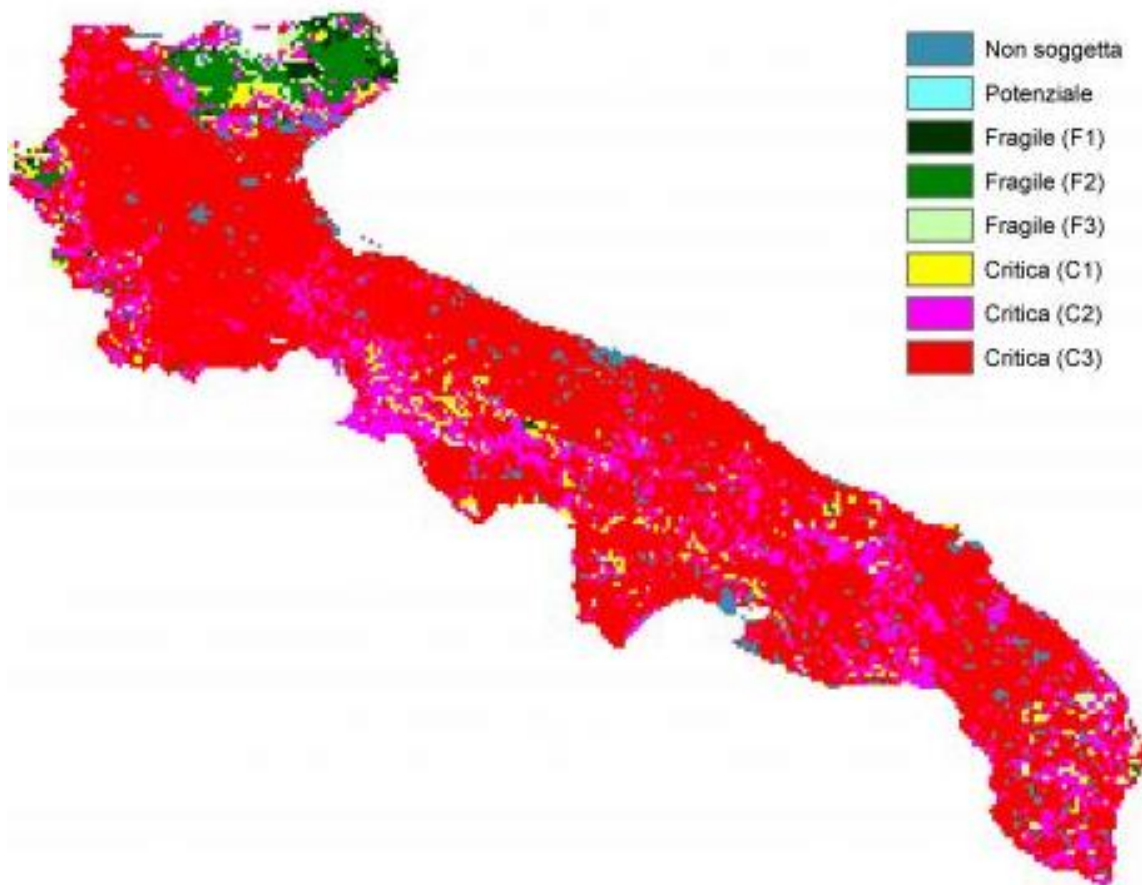 Non soggetta
Potenziale
Fragile (F1)
Fragile (F2)
Fragile (F3)
Critica (C1)
Critica (C2)
Critica (C3)